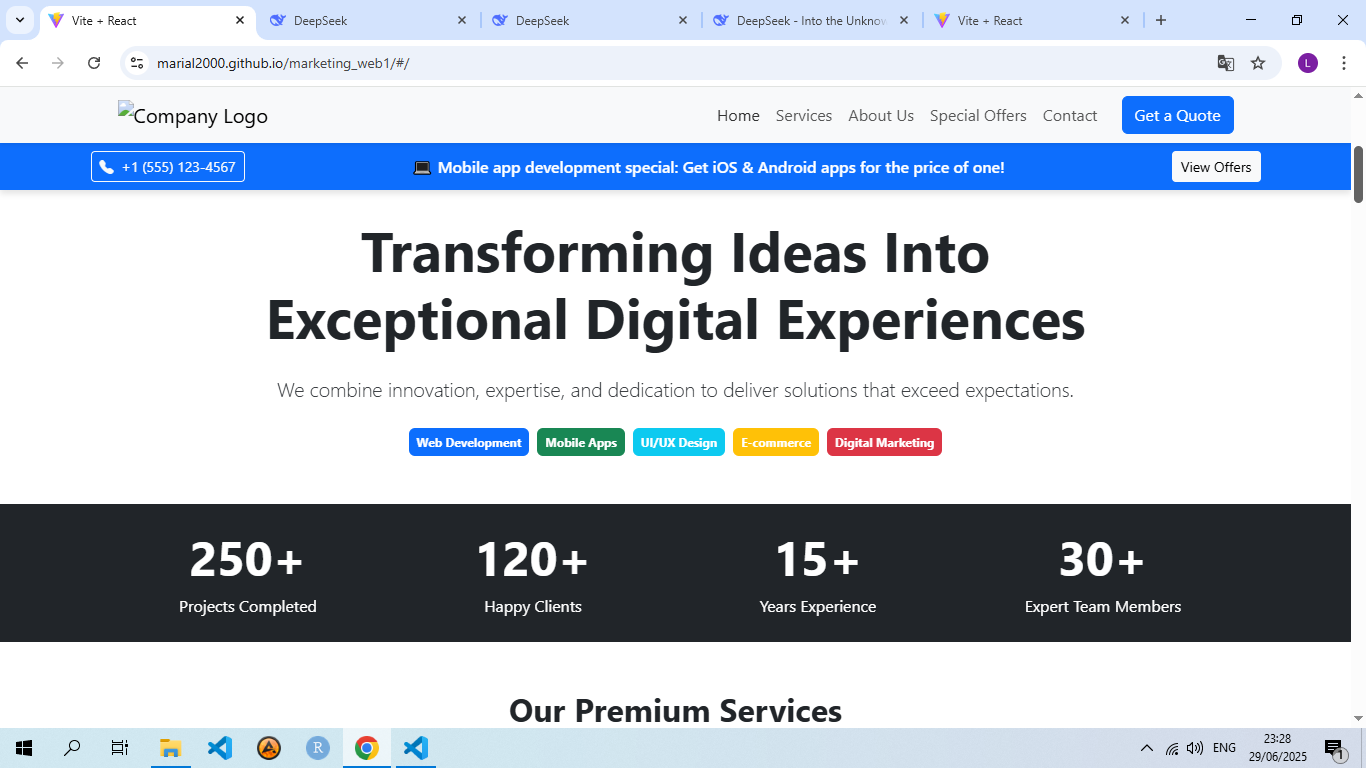 Vite + React
DeepSeek
DeepSeek
DeepSeek - Into the Unknow
Vite + React
marial2000.github.io/marketing_web1/#/
L
Company Logo
Home
Services
About Us
Special Offers
Contact
Get a Quote
+1 (555) 123-4567
Mobile app development special: Get iOS & Android apps for the price of one!
View Offers
Transforming Ideas Into
Exceptional Digital Experiences
We combine innovation, expertise, and dedication to deliver solutions that exceed expectations.
Web Development
Mobile Apps
UI/UX Design
E-commerce
Digital Marketing
250+
120+
15+
30+
Projects Completed
Happy Clients
Years Experience
Expert Team Members
Our Premium Services
R
ENG
23:28
29/06/2025
1